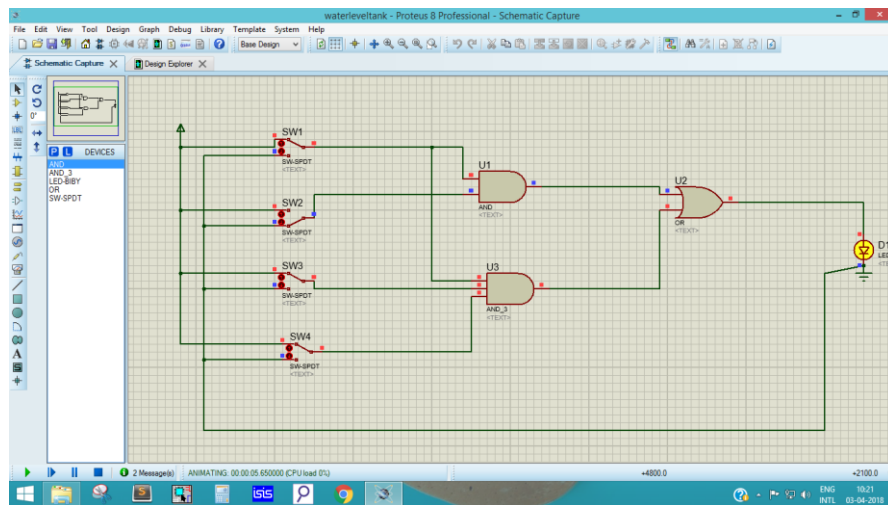 waterleveltank - Proteus 8 Professional - Schematic Capture
File Edit View Tool Design Graph Debug Library Template System Help
Base Design
Schematic Capture
Design Explorer
0°
P L DEVICES
AND
AND_3
LED-BIBY
OR
SW-SPDT
SW1
SW-SPDT
<TEXT>
SW2
SW-SPDT
<TEXT>
SW3
SW-SPDT
<TEXT>
SW4
SW-SPDT
<TEXT>
U1
AND
<TEXT>
U3
AND_3
<TEXT>
U2
OR
<TEXT>
D1
LED
2 Message(s) ANIMATING: 00:00:05.650000 (CPU load 0%)
+4800.0
+2100.0
isis
ENG
INTL
10:21
03-04-2018